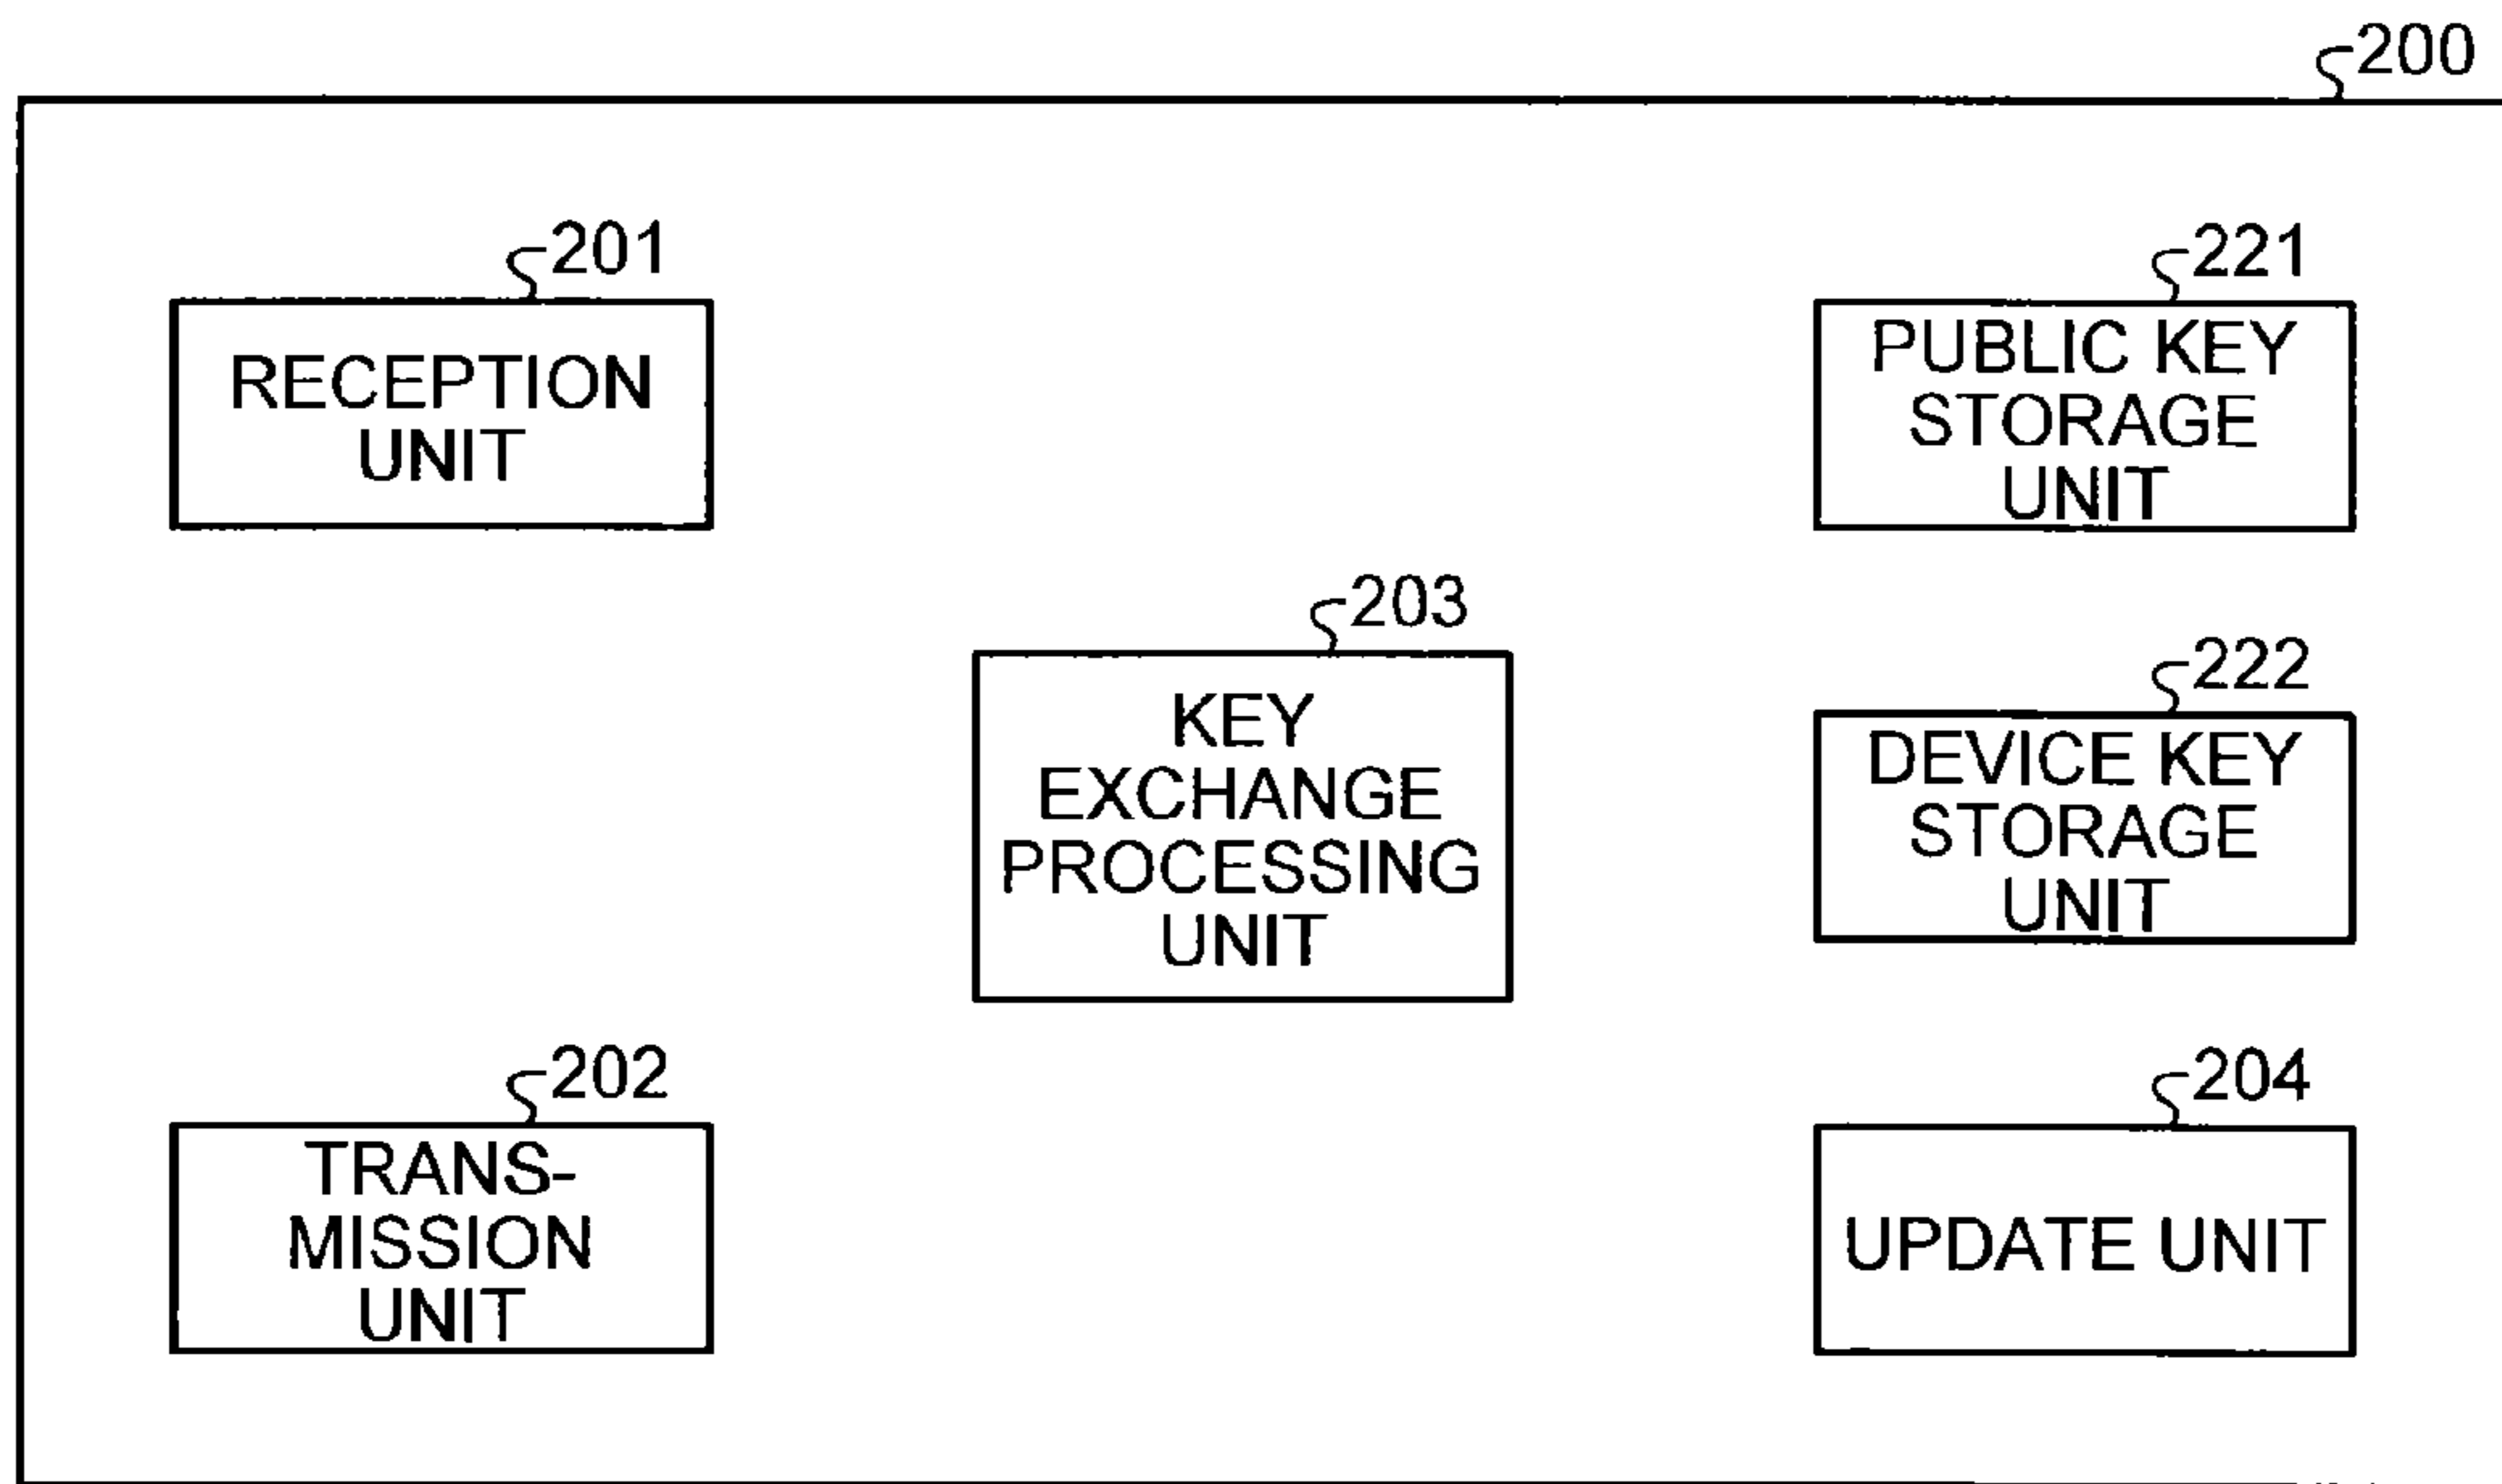 200
201
RECEPTION
UNIT
221
PUBLIC KEY
STORAGE
UNIT
203
KEY
EXCHANGE
PROCESSING
UNIT
222
DEVICE KEY
STORAGE
UNIT
202
TRANS-
MISSION
UNIT
204
UPDATE UNIT